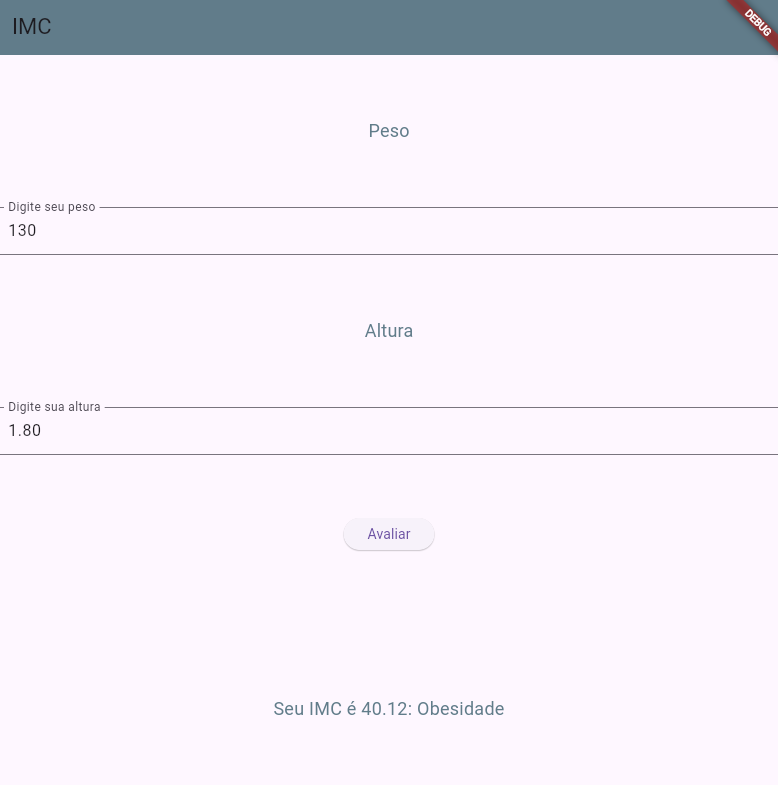 IMC
DEBUG
Peso
Digite seu peso
130
Altura
Digite sua altura
1.80
Avaliar
Seu IMC é 40.12: Obesidade